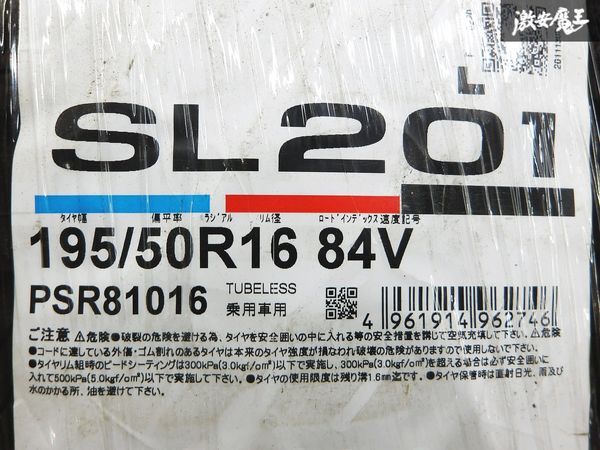 激安魔王
L
SL201
タイヤの幅 偏平率 ラジアル リム径 ロードインデックス 速度記号
195/50R16 84V
PSR81016 TUBELESS
乗用車用
4 961914 962746
ご注意 ⚠危険 ●破裂の危険を避ける為、タイヤを安全囲いの中に入れる等の安全措置を講じて空気充填して下さい。⚠危険
●コードに達している外傷・ゴム割れのあるタイヤは本来のタイヤ強度が損なわれ破壊の危険がありますので使用しないで下さい。
●タイヤリム組時のビードシーティングは300kPa(3.0kgf/c㎡)以下で実施し、300kPa(3.0kgf/c㎡)を超える場合は必ず安全囲いに
入れて500kPa(5.0kgf/c㎡)以下で実施して下さい。●タイヤの使用限度は残り溝1.6㎜迄です。●タイヤ保管時は直射日光、雨及び
水のかかる所、油を避けて下さい。